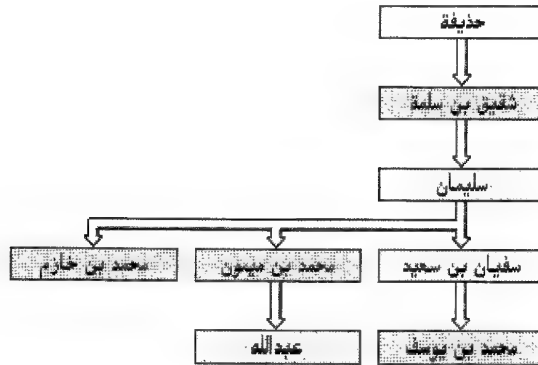 حذيفة
شقيق بن سلمة
سليمان
سفيان بن سعيد
محمد بن ميمون
محمد بن خازم
محمد بن يوسف
عبدالله